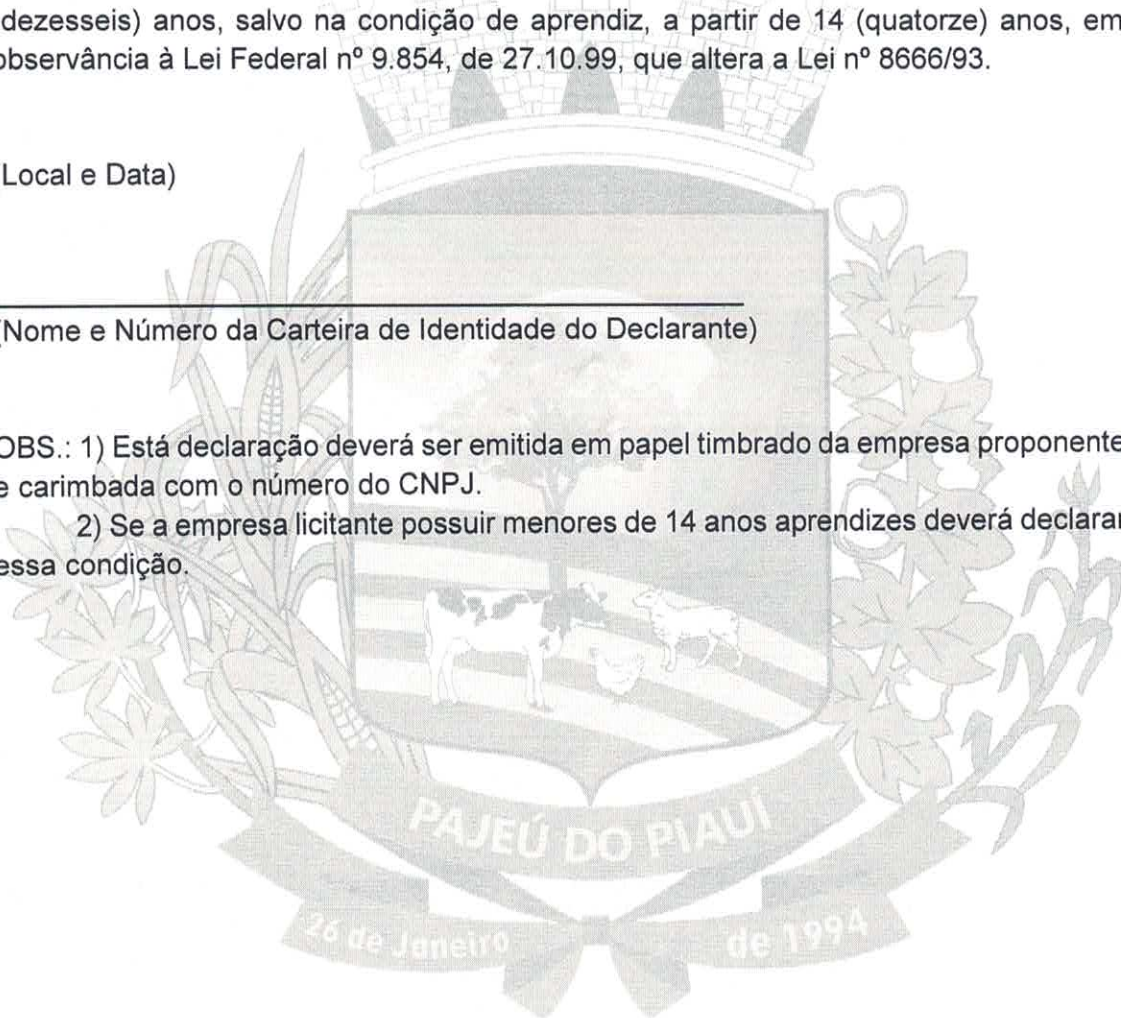 dezesseis) anos, salvo na condição de aprendiz, a partir de 14 (quatorze) anos, em
observância à Lei Federal nº 9.854, de 27.10.99, que altera a Lei nº 8666/93.
Local e Data)
(Nome e Número da Carteira de Identidade do Declarante)
OBS.: 1) Está declaração deverá ser emitida em papel timbrado da empresa proponente
e carimbada com o número do CNPJ.
2) Se a empresa licitante possuir menores de 14 anos aprendizes deverá declarar
essa condição.
PAJEÚ DO PIAUÍ
26 de Janeiro de 1994